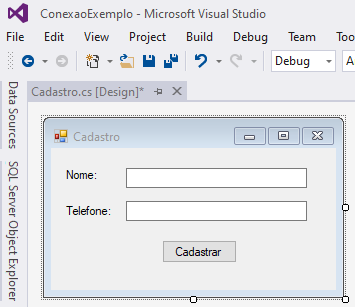 ConexaoExemplo - Microsoft Visual Studio
File Edit View Project Build Debug Team Too
Debug A
Cadastro.cs [Design]*
Data Sources
SQL Server Object Explorer
Cadastro
Nome:
Telefone:
Cadastrar